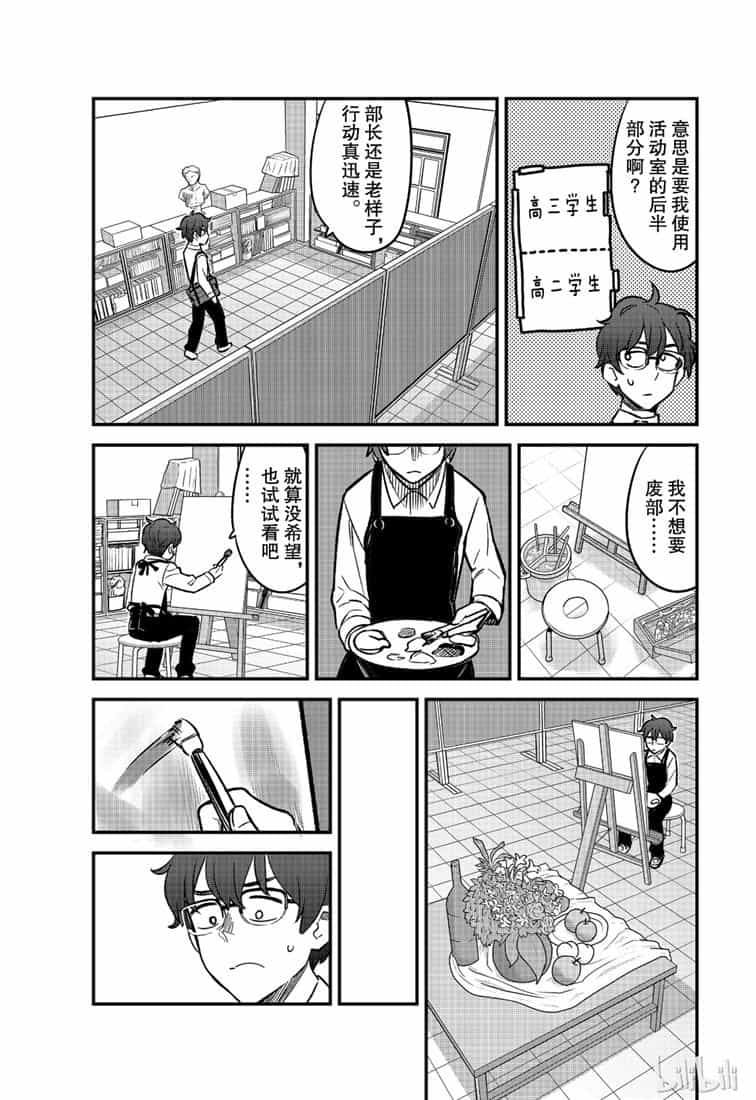 意思是要我使用
活动室的后半
部分啊？
高三学生
高二学生
部长还是老样子，
行动真迅速。
我不想要
废部……
就算没希望，
也试试看吧
……
bilibili